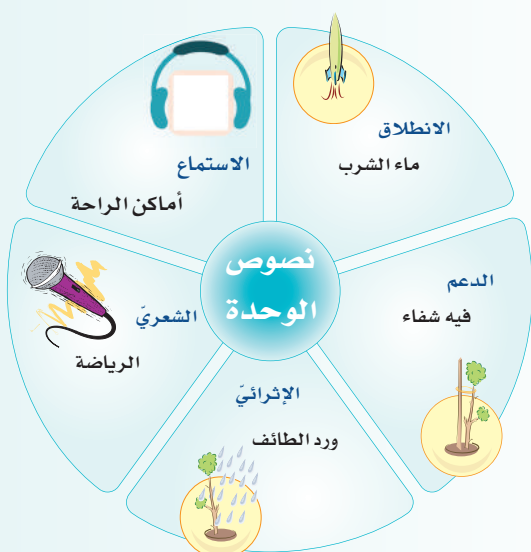 نصوص
الوحدة
الانطلاق
ماء الشرب
الدعم
فيه شفاء
الإثرائيّ
ورد الطائف
الشعريّ
الرياضة
الاستماع
أماكن الراحة